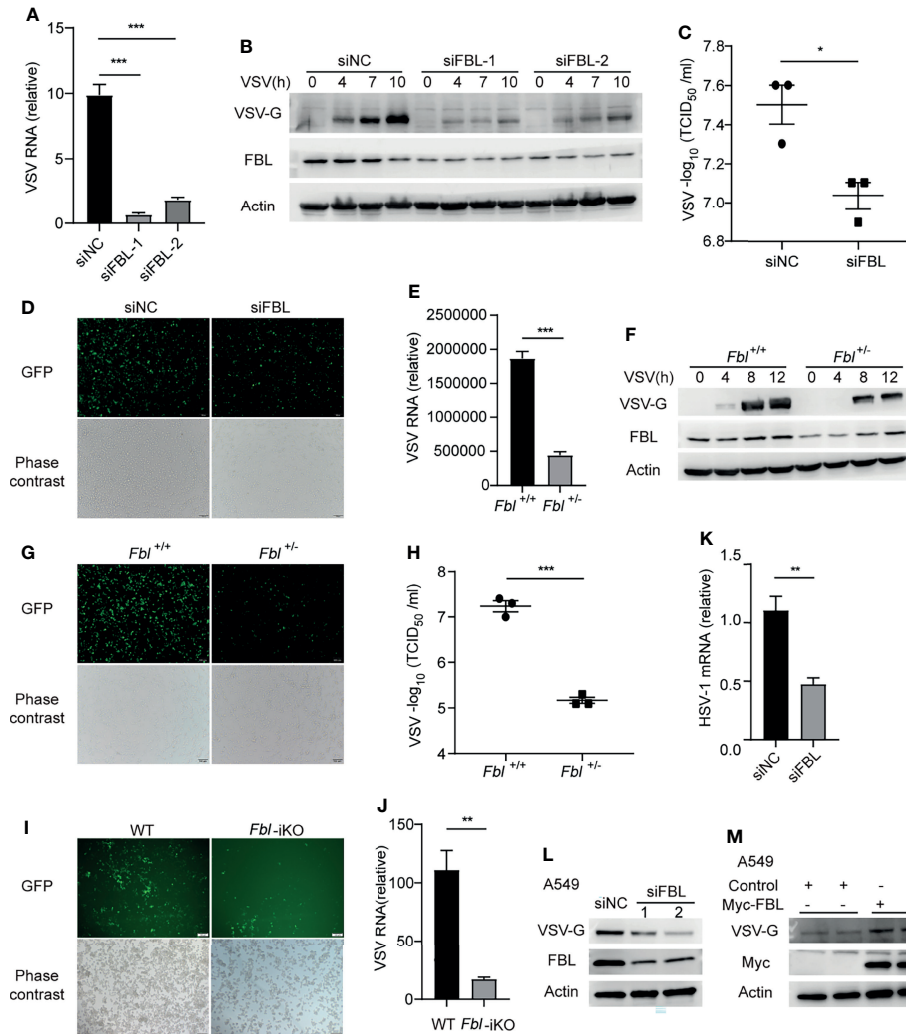 A
***
***
VSV RNA (relative)
15
10
5
0
siNC
siFBL-1
siFBL-2
B
siNC siFBL-1 siFBL-2
VSV(h) 0 4 7 10 0 4 7 10 0 4 7 10
VSV-G
FBL
Actin
C
*
VSV -log10 (TCID50 /ml)
7.8
7.6
7.4
7.2
7.0
6.8
siNC siFBL
D
siNC siFBL
GFP
Phase
contrast
E
***
VSV RNA (relative)
2500000
2000000
1500000
1000000
500000
0
Fbl +/+ Fbl +/-
F
Fbl +/+ Fbl +/-
VSV(h) 0 4 8 12 0 4 8 12
VSV-G
FBL
Actin
G
Fbl +/+ Fbl +/-
GFP
Phase
contrast
H
***
VSV -log10 (TCID50 /ml)
8
7
6
5
4
Fbl +/+ Fbl +/-
K
**
HSV-1 mRNA (relative)
1.5
1.0
0.5
0.0
siNC
siFBL
I
WT Fbl-iKO
GFP
Phase
contrast
J
**
VSV RNA(relative)
150
100
50
0
WT Fbl-iKO
L
A549
siNC siFBL
1 2
VSV-G
FBL
Actin
M
A549
Control + + -
Myc-FBL - - +
VSV-G
Myc
Actin